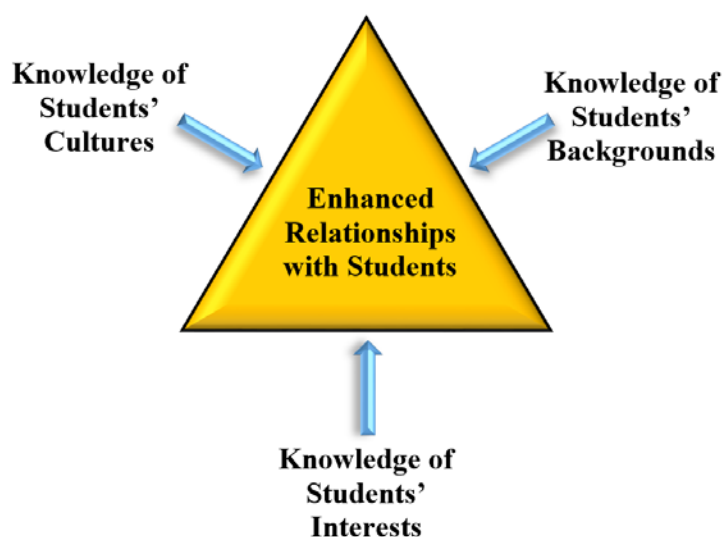 Knowledge of
Students’
Cultures
Knowledge of
Students’
Backgrounds
Enhanced
Relationships
with Students
Knowledge of
Students’
Interests